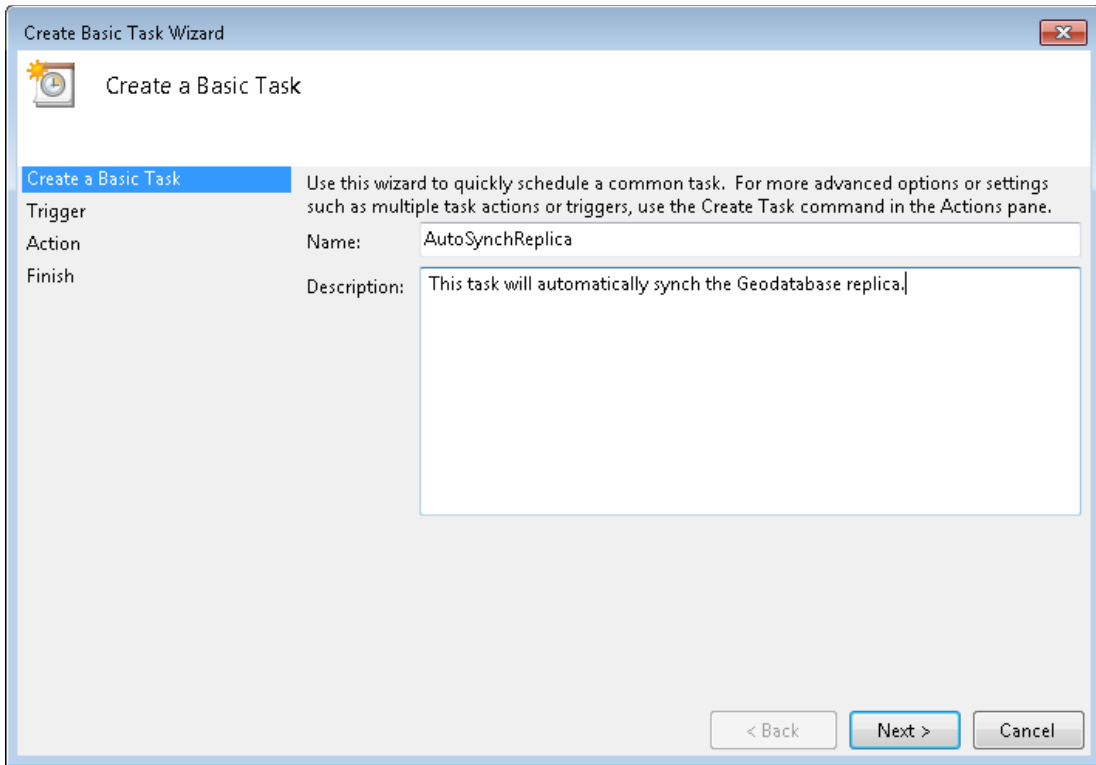 Create Basic Task Wizard
Create a Basic Task
Create a Basic Task
Trigger
Action
Finish
Use this wizard to quickly schedule a common task.  For more advanced options or settings
such as multiple task actions or triggers, use the Create Task command in the Actions pane.
Name:
AutoSynchReplica
Description:
This task will automatically synch the Geodatabase replica.
< Back
Next >
Cancel